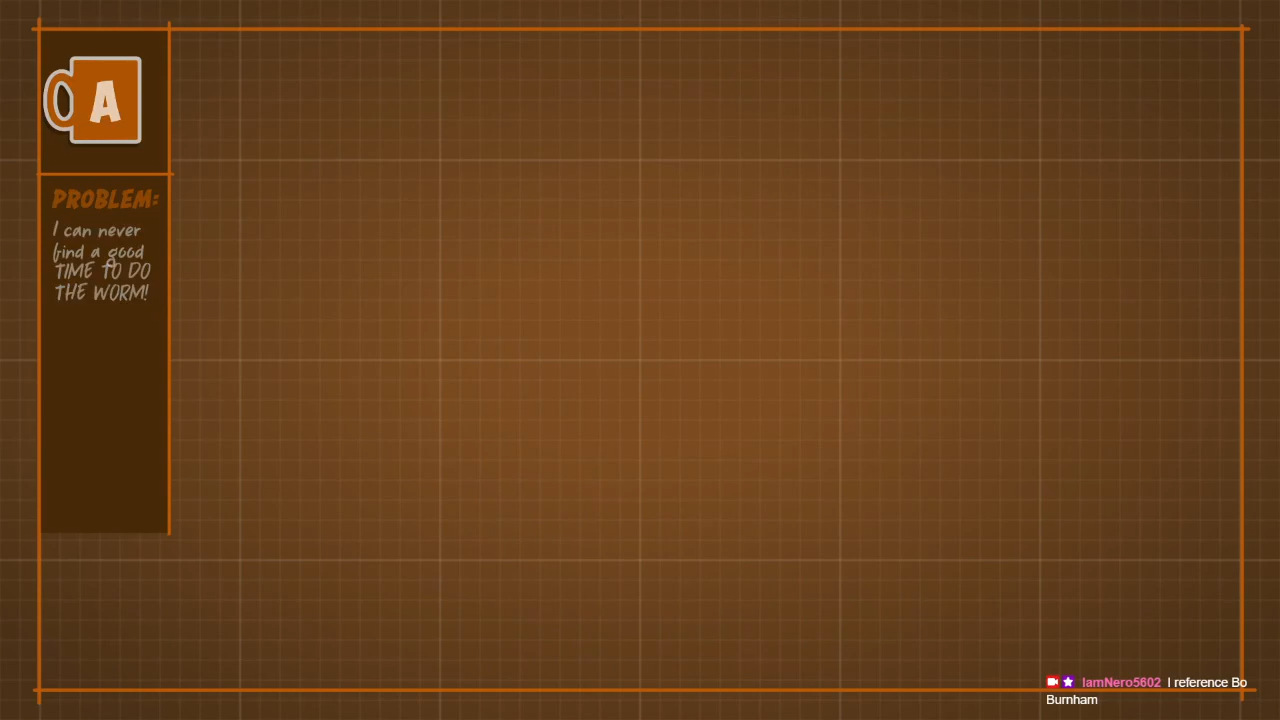 A
PROBLEM:
I can never
find a good
TIME TO DO
THE WORM!
IamNero5602 I reference Bo
Burnham